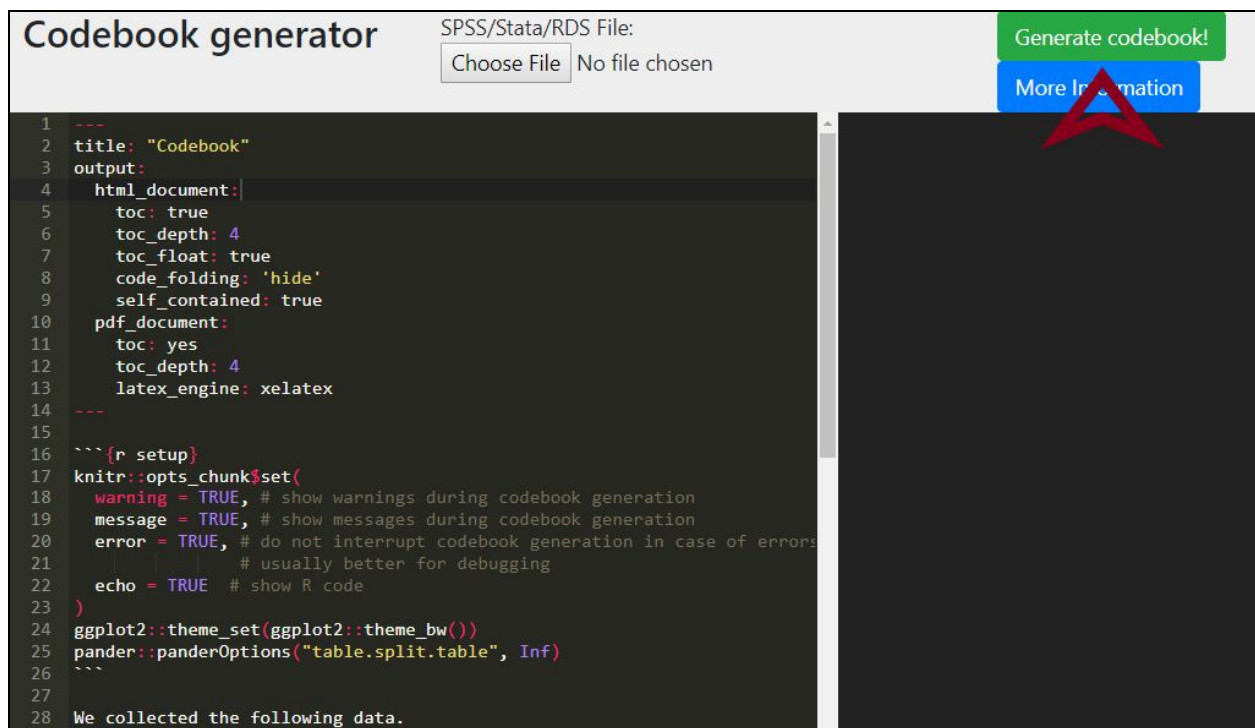 Codebook generator
SPSS/Stata/RDS File:
Choose File No file chosen
Generate codebook!
More Information
1 ---
2 title: "Codebook"
3 output:
4   html_document:
5     toc: true
6     toc_depth: 4
7     toc_float: true
8     code_folding: 'hide'
9     self_contained: true
10   pdf_document:
11     toc: yes
12     toc_depth: 4
13     latex_engine: xelatex
14 ---
15
16 ```{r setup}
17 knitr::opts_chunk$set(
18   warning = TRUE, # show warnings during codebook generation
19   message = TRUE, # show messages during codebook generation
20   error = TRUE, # do not interrupt codebook generation in case of errors
21                 # usually better for debugging
22   echo = TRUE  # show R code
23 )
24 ggplot2::theme_set(ggplot2::theme_bw())
25 pander::panderOptions("table.split.table", Inf)
26 ```
27
28 We collected the following data.